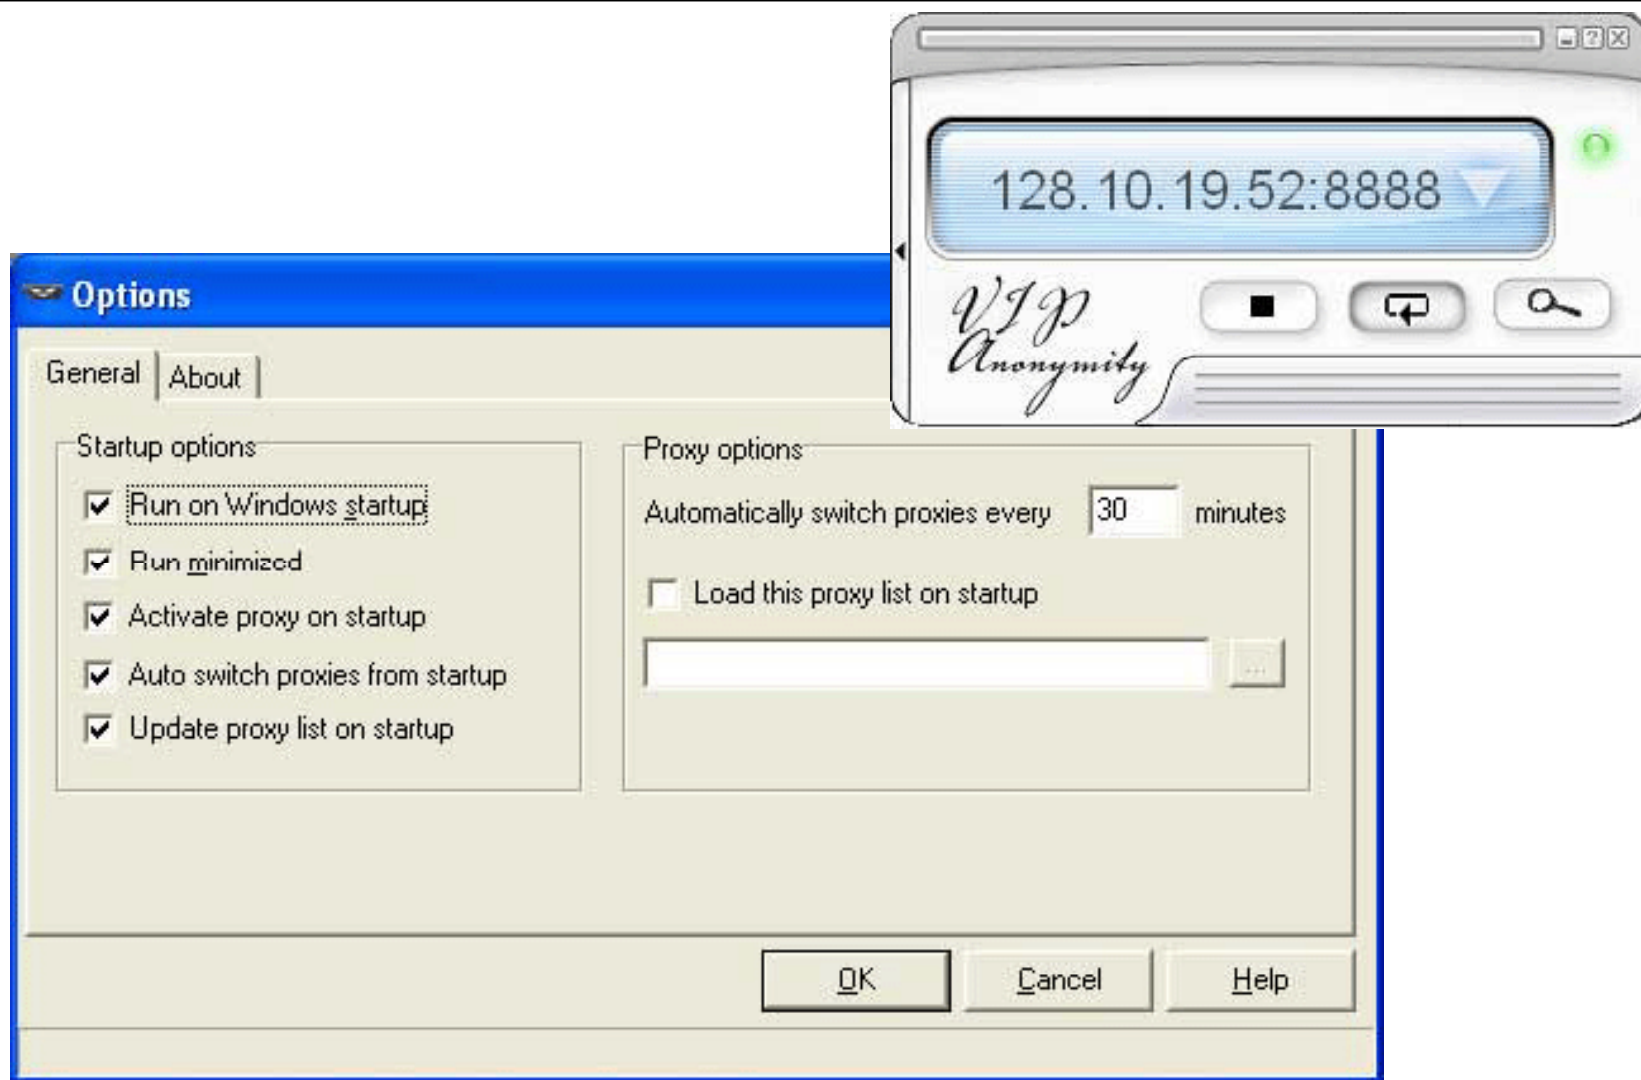 128.10.19.52:8888
VIP
Anonymity
Options
General
About
Startup options
Run on Windows startup
Run minimized
Activate proxy on startup
Auto switch proxies from startup
Update proxy list on startup
Proxy options
Automatically switch proxies every 30 minutes
Load this proxy list on startup
...
OK
Cancel
Help